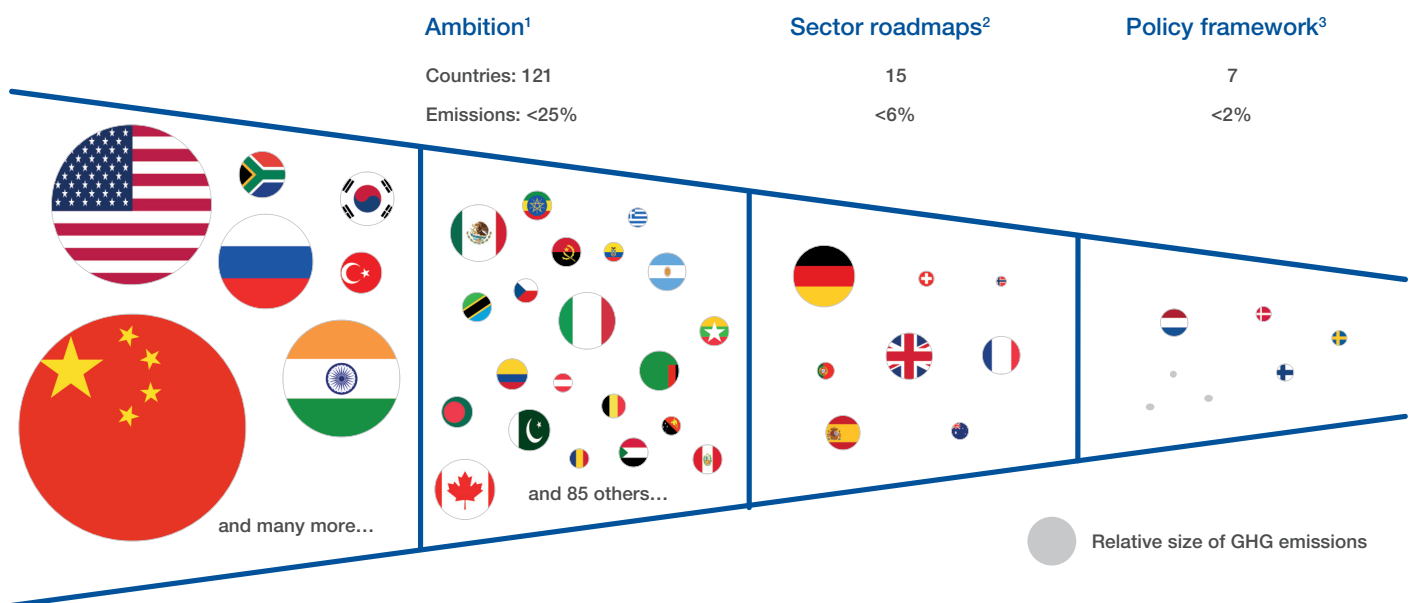 Ambition¹ Sector roadmaps² Policy framework³
Countries: 121 15 7
Emissions: <25% <6% <2%
and 85 others…
and many more…
Relative size of GHG emissions